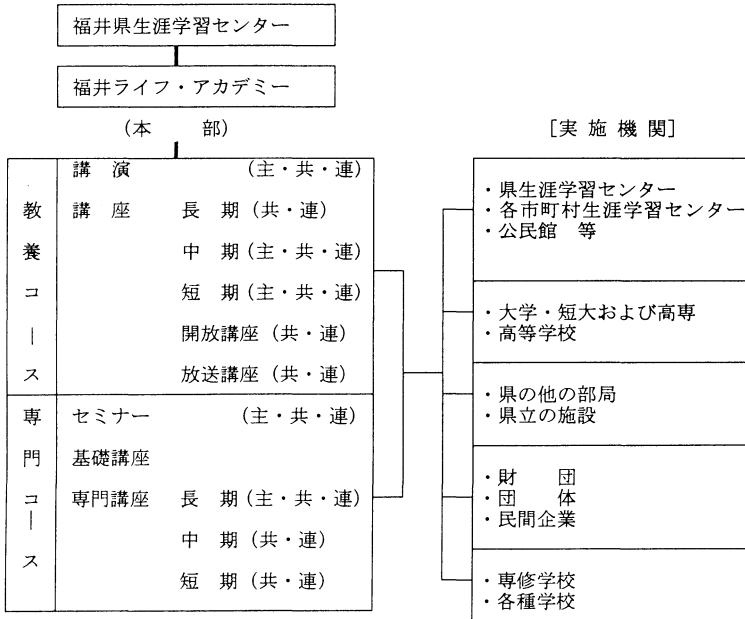 福井県生涯学習センター
福井ライフ・アカデミー
(本　　部)
教養コース
講　演　(主・共・連)
講　座　長　期(共・連)
中　期(主・共・連)
短　期(主・共・連)
開放講座(共・連)
放送講座(共・連)
専門コース
セミナー　(主・共・連)
基礎講座
専門講座　長　期(主・共・連)
中　期(共・連)
短　期(共・連)
[実 施 機 関]
・県生涯学習センター
・各市町村生涯学習センター
・公民館　等
・大学・短大および高専
・高等学校
・県の他の部局
・県立の施設
・財　　団
・団　　体
・民間企業
・専修学校
・各種学校